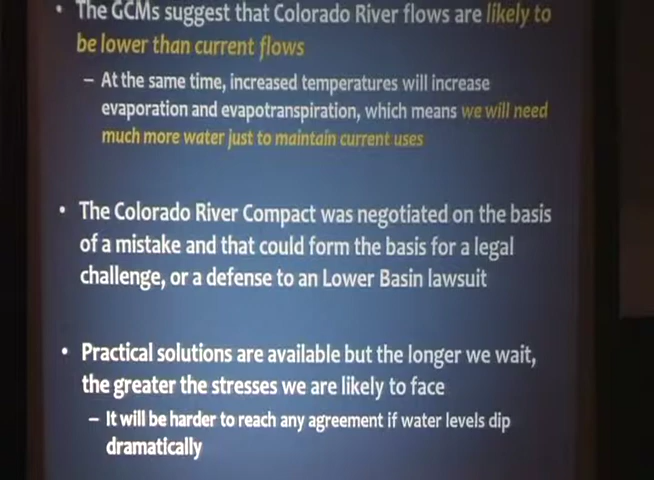 • The GCMs suggest that Colorado River flows are likely to
be lower than current flows
– At the same time, increased temperatures will increase
evaporation and evapotranspiration, which means we will need
much more water just to maintain current uses
• The Colorado River Compact was negotiated on the basis
of a mistake and that could form the basis for a legal
challenge, or a defense to an Lower Basin lawsuit
• Practical solutions are available but the longer we wait,
the greater the stresses we are likely to face
– It will be harder to reach any agreement if water levels dip
dramatically